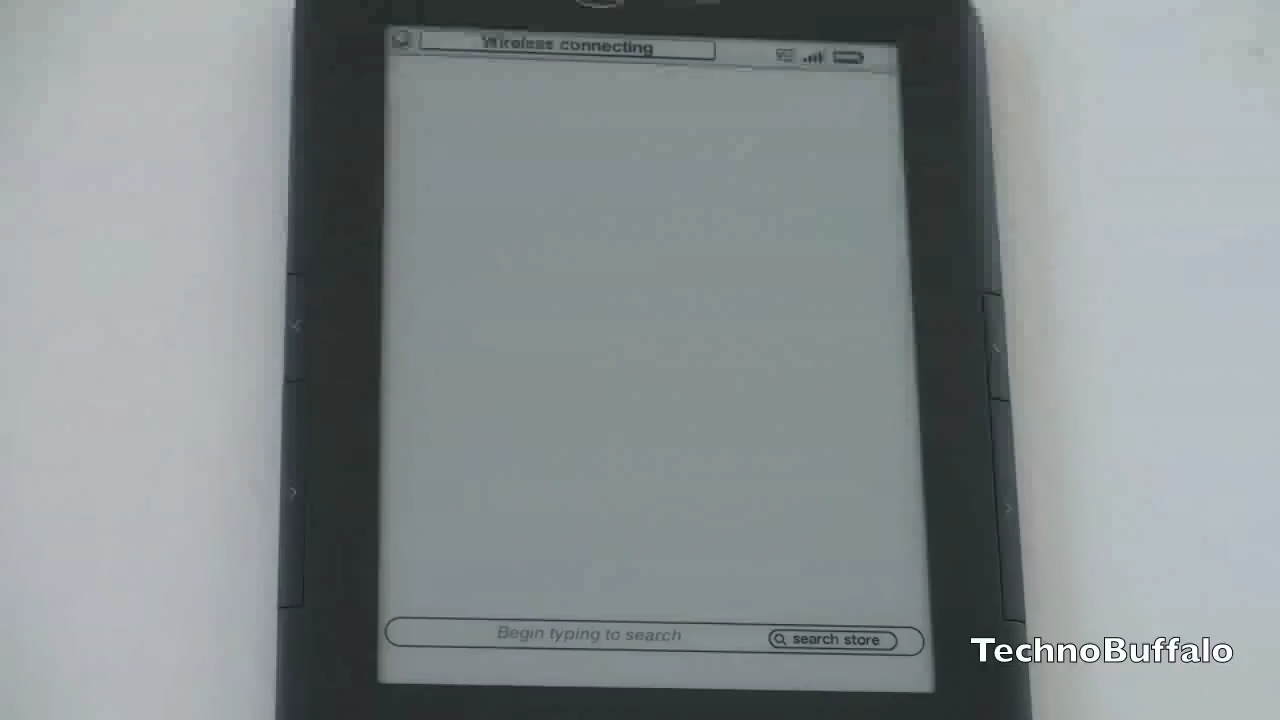 Wireless connecting
Begin typing to search
search store
TechnoBuffalo